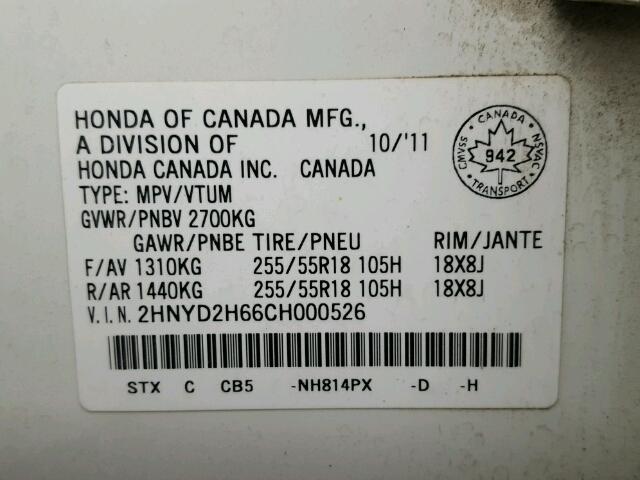 HONDA OF CANADA MFG.,
A DIVISION OF 10/'11
HONDA CANADA INC. CANADA
TYPE: MPV/VTUM
GVWR/PNBV 2700KG
GAWR/PNBE TIRE/PNEU RIM/JANTE
F/AV 1310KG 255/55R18 105H 18X8J
R/AR 1440KG 255/55R18 105H 18X8J
V.I.N. 2HNYD2H66CH000526
STX C CB5 -NH814PX -D -H
CANADA
CMVSS 942 NSVAC
TRANSPORT